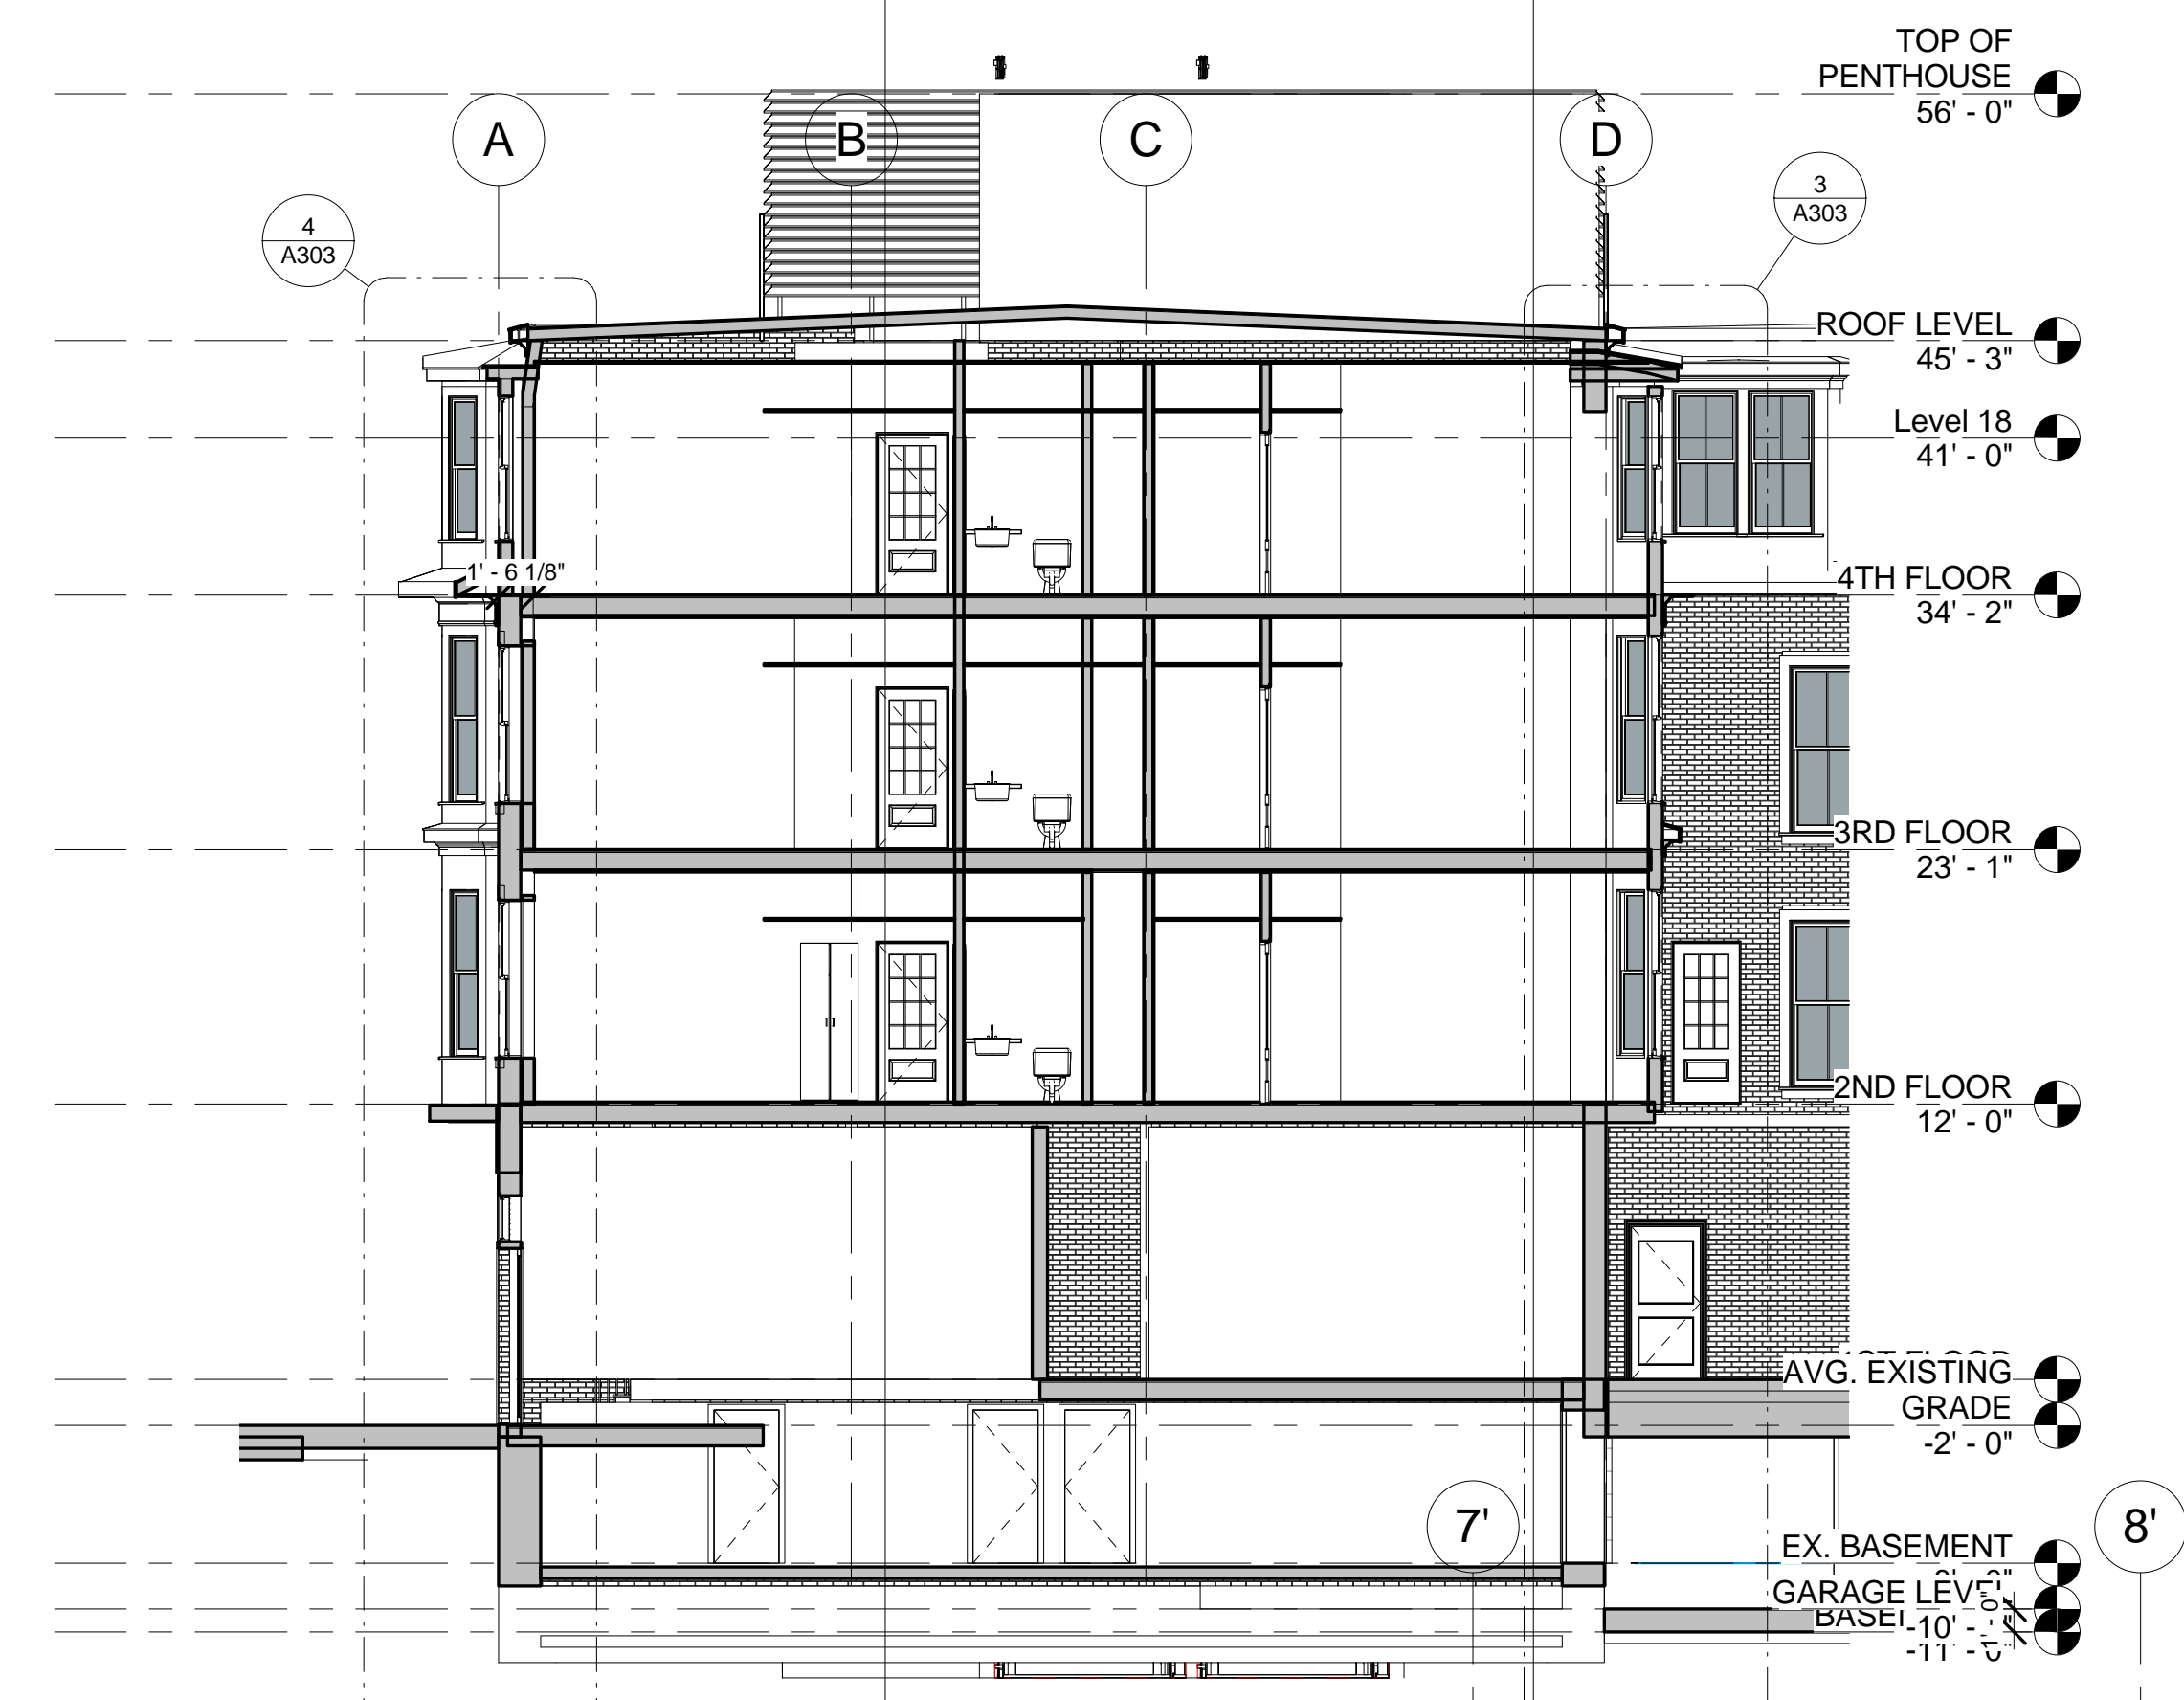 TOP OF
PENTHOUSE
56' - 0"
A
B
C
D
3
A303
4
A303
ROOF LEVEL
45' - 3"
Level 18
41' - 0"
1' - 6 1/8"
4TH FLOOR
34' - 2"
3RD FLOOR
23' - 1"
2ND FLOOR
12' - 0"
AVG. EXISTING
GRADE
-2' - 0"
7'
8'
EX. BASEMENT
GARAGE LEVEL
-10' -